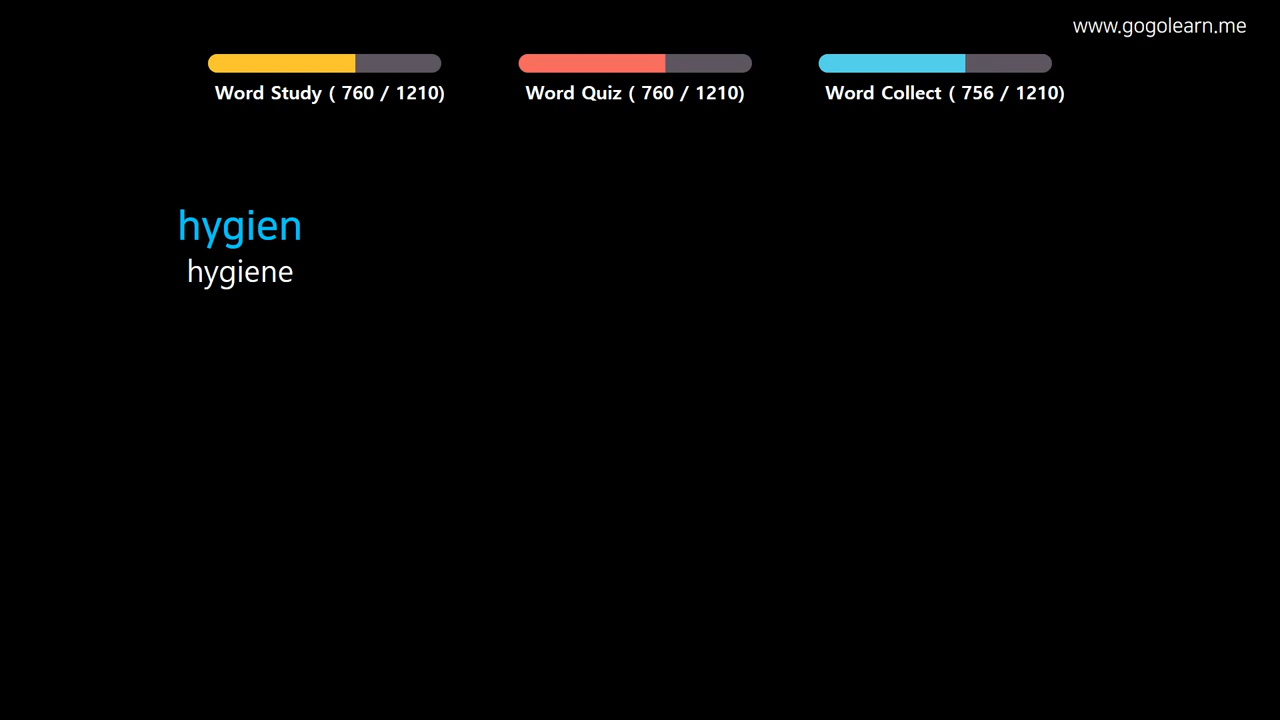 www.gogolearn.me
Word Study ( 760 / 1210)
Word Quiz ( 760 / 1210)
Word Collect ( 756 / 1210)
hygien
hygiene